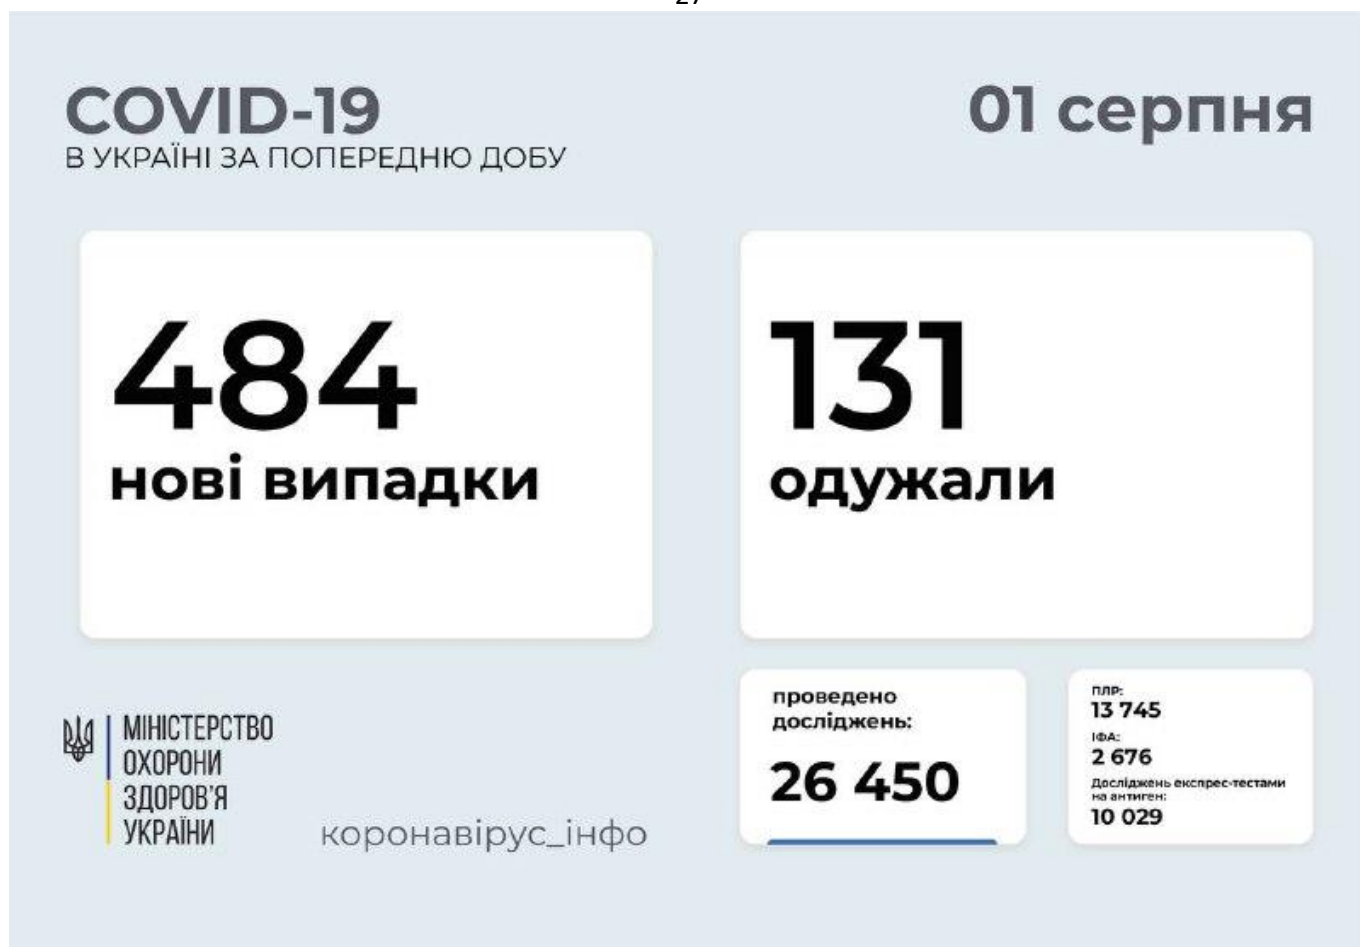 27
COVID-19
В УКРАЇНІ ЗА ПОПЕРЕДНЮ ДОБУ
01 серпня
484
нові випадки
131
одужали
МІНІСТЕРСТВО
ОХОРОНИ
ЗДОРОВ'Я
УКРАЇНИ
коронавірус_інфо
проведено
досліджень:
26 450
ПЛР:
13 745
ІФА:
2 676
Досліджень експрес-тестами
на антиген:
10 029